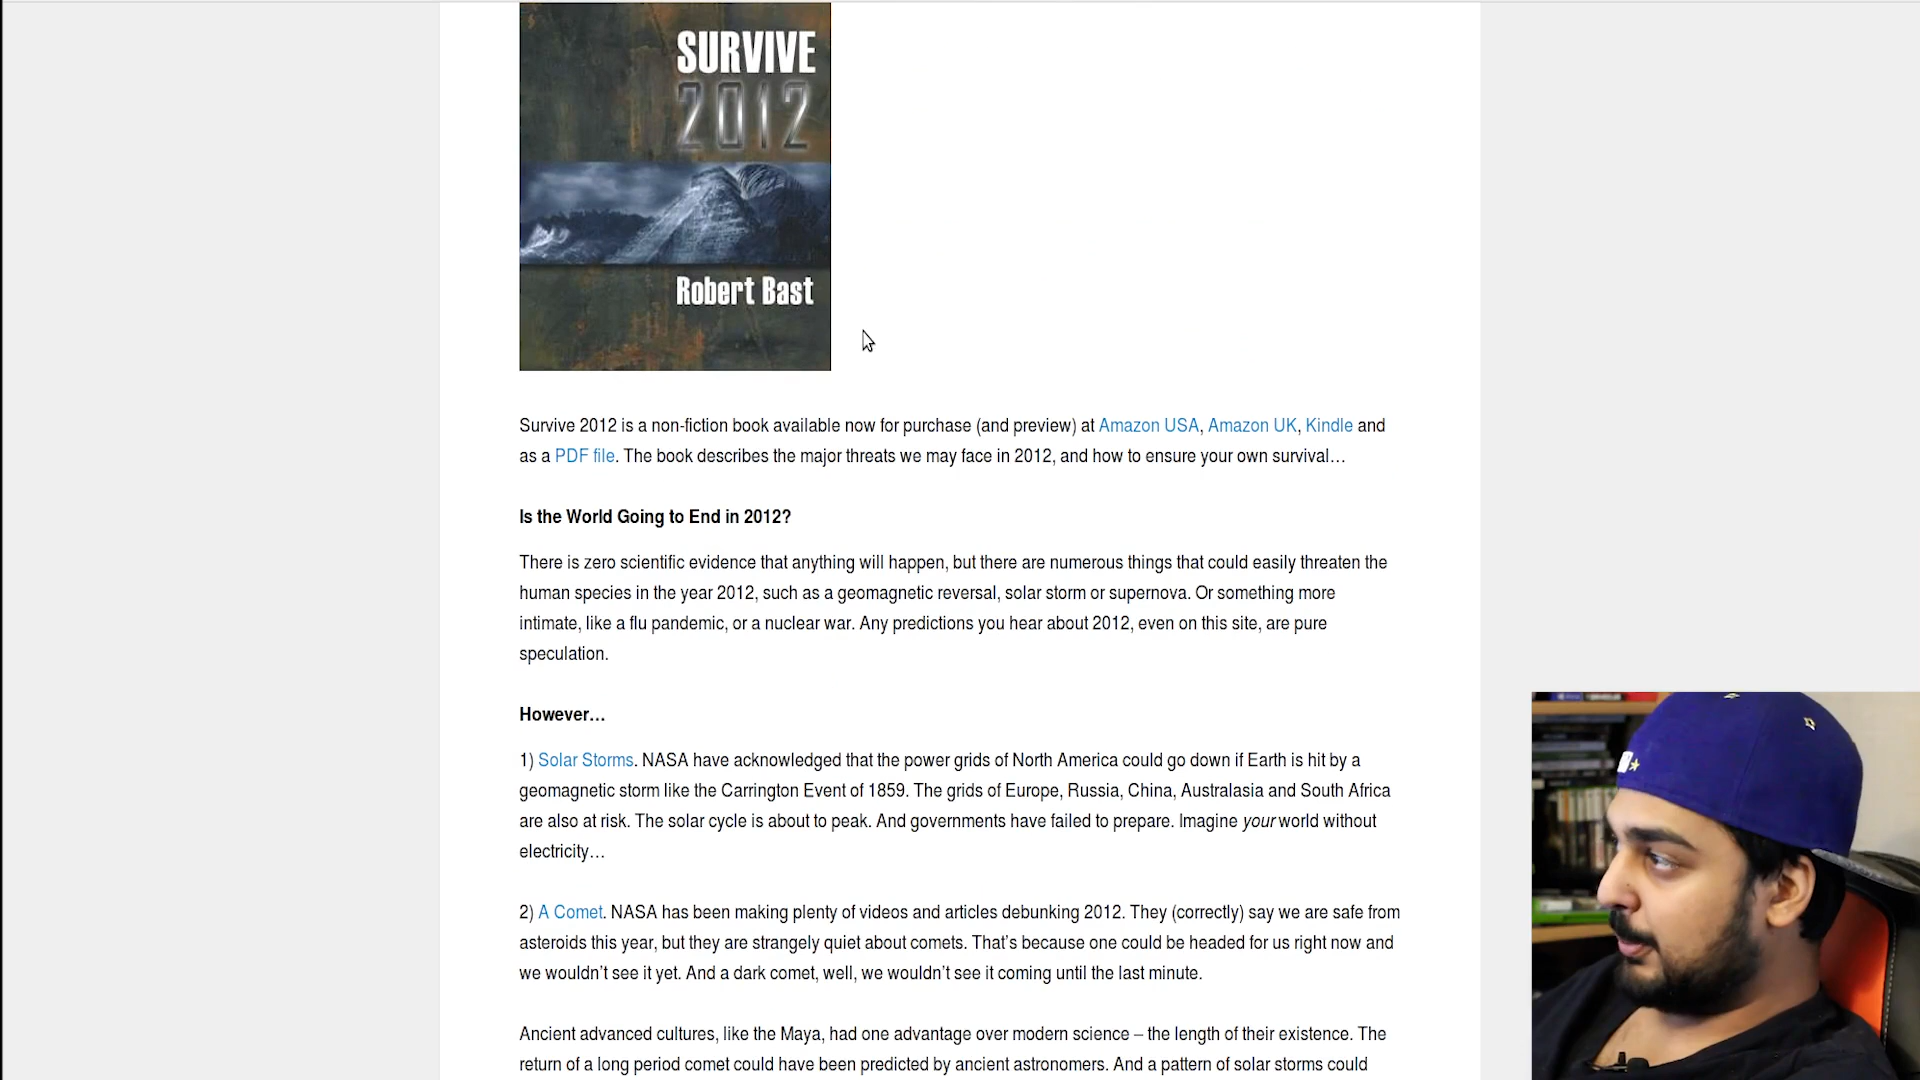 SURVIVE
2012
Robert Bast
Survive 2012 is a non-fiction book available now for purchase (and preview) at Amazon USA, Amazon UK, Kindle and
as a PDF file. The book describes the major threats we may face in 2012, and how to ensure your own survival…
Is the World Going to End in 2012?
There is zero scientific evidence that anything will happen, but there are numerous things that could easily threaten the
human species in the year 2012, such as a geomagnetic reversal, solar storm or supernova. Or something more
intimate, like a flu pandemic, or a nuclear war. Any predictions you hear about 2012, even on this site, are pure
speculation.
However…
1) Solar Storms. NASA have acknowledged that the power grids of North America could go down if Earth is hit by a
geomagnetic storm like the Carrington Event of 1859. The grids of Europe, Russia, China, Australasia and South Africa
are also at risk. The solar cycle is about to peak. And governments have failed to prepare. Imagine your world without
electricity…
2) A Comet. NASA has been making plenty of videos and articles debunking 2012. They (correctly) say we are safe from
asteroids this year, but they are strangely quiet about comets. That’s because one could be headed for us right now and
we wouldn’t see it yet. And a dark comet, well, we wouldn’t see it coming until the last minute.
Ancient advanced cultures, like the Maya, had one advantage over modern science – the length of their existence. The
return of a long period comet could have been predicted by ancient astronomers. And a pattern of solar storms could